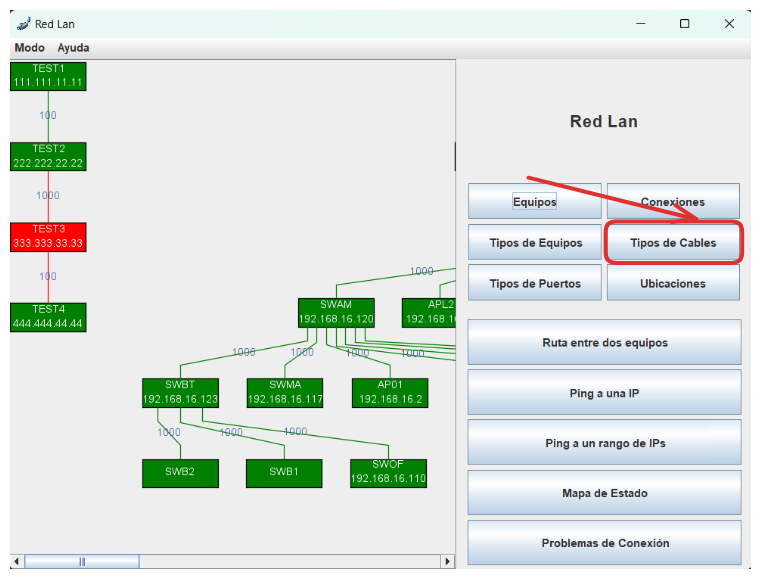 Red Lan
Modo Ayuda
TEST1
111.111.11.11
100
TEST2
222.222.22.22
1000
TEST3
333.333.33.33
100
TEST4
444.444.44.44
1000
SWAM
192.168.16.120
APL2
1000 1000 1000 1000
SWBT
192.168.16.123
SWMA
192.168.16.117
AP01
192.168.16.2
1000 1000 1000
SWB2
SWB1
SWOF
192.168.16.110
Red Lan
Equipos Conexiones
Tipos de Equipos Tipos de Cables
Tipos de Puertos Ubicaciones
Ruta entre dos equipos
Ping a una IP
Ping a un rango de IPs
Mapa de Estado
Problemas de Conexión